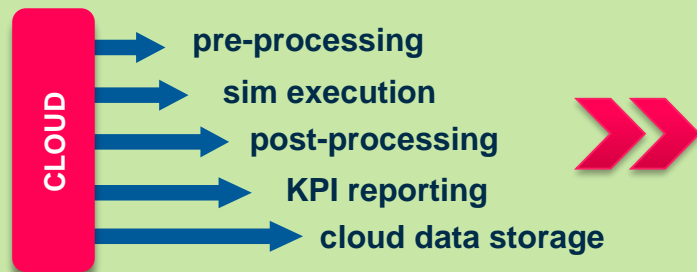 CLOUD
pre-processing
sim execution
post-processing
KPI reporting
cloud data storage